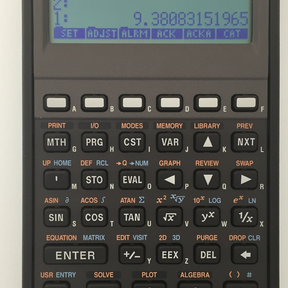 2:
1: 9.38083151965
SET ADJST ALRM ACK ACKA CAT
A B C D E F
PRINT I/O MODES MEMORY LIBRARY PREV
MTH G PRG H CST I VAR J ▲ K NXT L
UP HOME DEF RCL →Q →NUM GRAPH REVIEW SWAP
' M STO N EVAL O ◀ P ▼ Q ▶ R
ASIN ∂ ACOS ∫ ATAN Σ x² ˣ√y 10ˣ LOG eˣ LN
SIN S COS T TAN U √x V yˣ W 1/x X
EQUATION MATRIX EDIT VISIT 2D 3D PURGE DROP CLR
ENTER +/− Y EEX Z DEL ⬅
USR ENTRY SOLVE PLOT ALGEBRA ( ) #